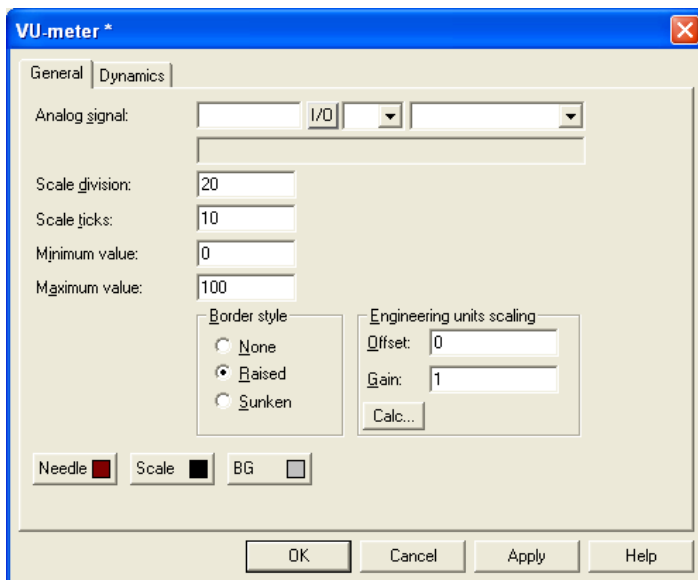 VU-meter *
General Dynamics
Analog signal: I/O
Scale division: 20
Scale ticks: 10
Minimum value: 0
Maximum value: 100
Border style
None
Raised
Sunken
Engineering units scaling
Offset: 0
Gain: 1
Calc...
Needle Scale BG
OK Cancel Apply Help